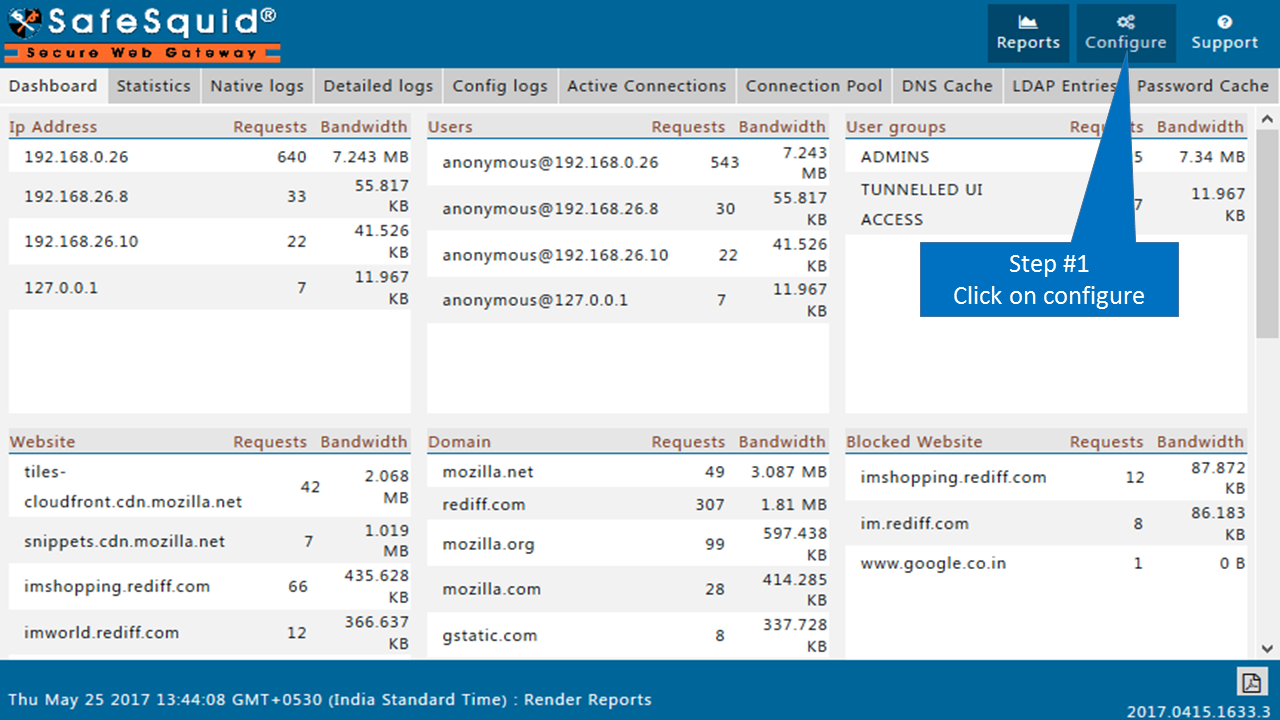 SafeSquid®
Secure Web Gateway
Reports
Configure
Support
Dashboard Statistics Native logs Detailed logs Config logs Active Connections Connection Pool DNS Cache LDAP Entries Password Cache
Ip Address Requests Bandwidth
192.168.0.26 640 7.243 MB
192.168.26.8 33 55.817
KB
192.168.26.10 22 41.526
KB
127.0.0.1 7 11.967
KB
Users Requests Bandwidth
anonymous@192.168.0.26 543 7.243
MB
anonymous@192.168.26.8 30 55.817
KB
anonymous@192.168.26.10 22 41.526
KB
anonymous@127.0.0.1 7 11.967
KB
User groups Bandwidth
ADMINS 5 7.34 MB
TUNNELLED UI
ACCESS 7 11.967
KB
Step #1
Click on configure
Website Requests Bandwidth
tiles-
cloudfront.cdn.mozilla.net 42 2.068
MB
snippets.cdn.mozilla.net 7 1.019
MB
imshopping.rediff.com 66 435.628
KB
imworld.rediff.com 12 366.637
KB
Domain Requests Bandwidth
mozilla.net 49 3.087 MB
rediff.com 307 1.81 MB
mozilla.org 99 597.438
KB
mozilla.com 28 414.285
KB
gstatic.com 8 337.728
KB
Blocked Website Requests Bandwidth
imshopping.rediff.com 12 87.872
KB
im.rediff.com 8 86.183
KB
www.google.co.in 1 0 B
Thu May 25 2017 13:44:08 GMT+0530 (India Standard Time) : Render Reports
2017.0415.1633.3